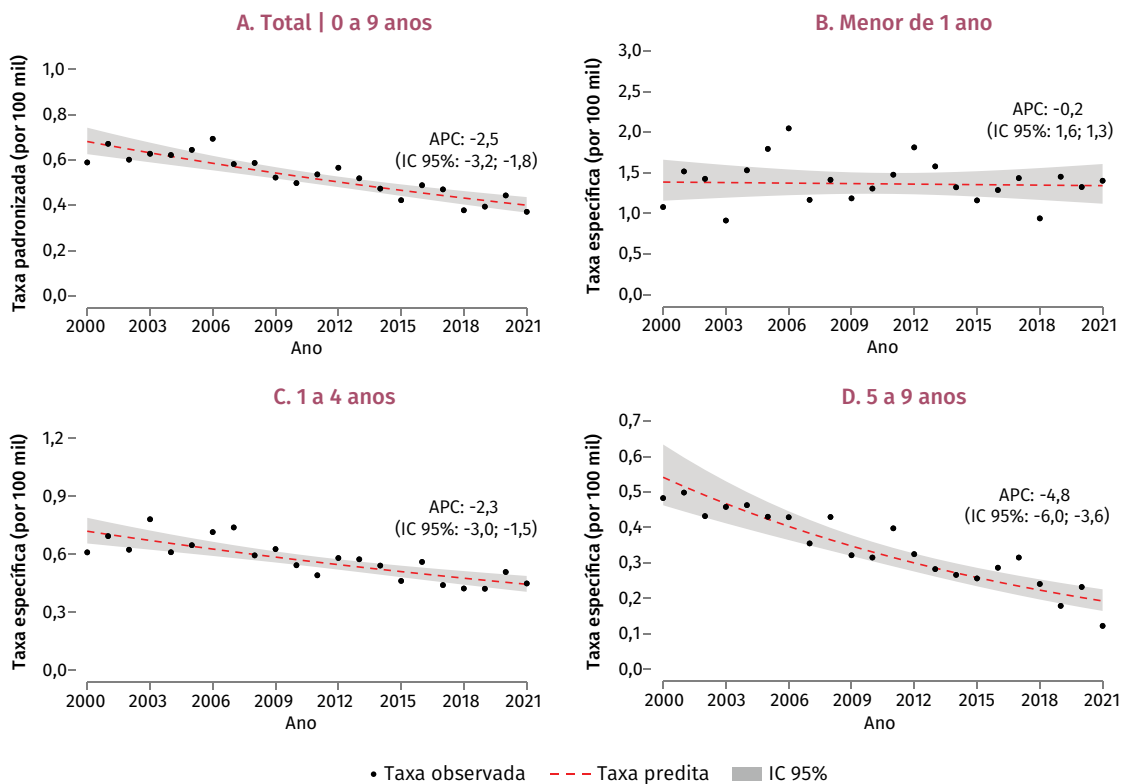 A. Total | 0 a 9 anos
Taxa padronizada (por 100 mil)
1,0
0,8
0,6
0,4
0,2
0,0
APC: -2,5
(IC 95%: -3,2; -1,8)
2000 2003 2006 2009 2012 2015 2018 2021
Ano
B. Menor de 1 ano
Taxa específica (por 100 mil)
3,0
2,5
2,0
1,5
1,0
0,5
0,0
APC: -0,2
(IC 95%: 1,6; 1,3)
2000 2003 2006 2009 2012 2015 2018 2021
Ano
C. 1 a 4 anos
Taxa específica (por 100 mil)
1,2
0,9
0,6
0,3
0,0
APC: -2,3
(IC 95%: -3,0; -1,5)
2000 2003 2006 2009 2012 2015 2018 2021
Ano
D. 5 a 9 anos
Taxa específica (por 100 mil)
0,7
0,6
0,5
0,4
0,3
0,2
0,1
0,0
APC: -4,8
(IC 95%: -6,0; -3,6)
2000 2003 2006 2009 2012 2015 2018 2021
Ano
Taxa observada Taxa predita IC 95%